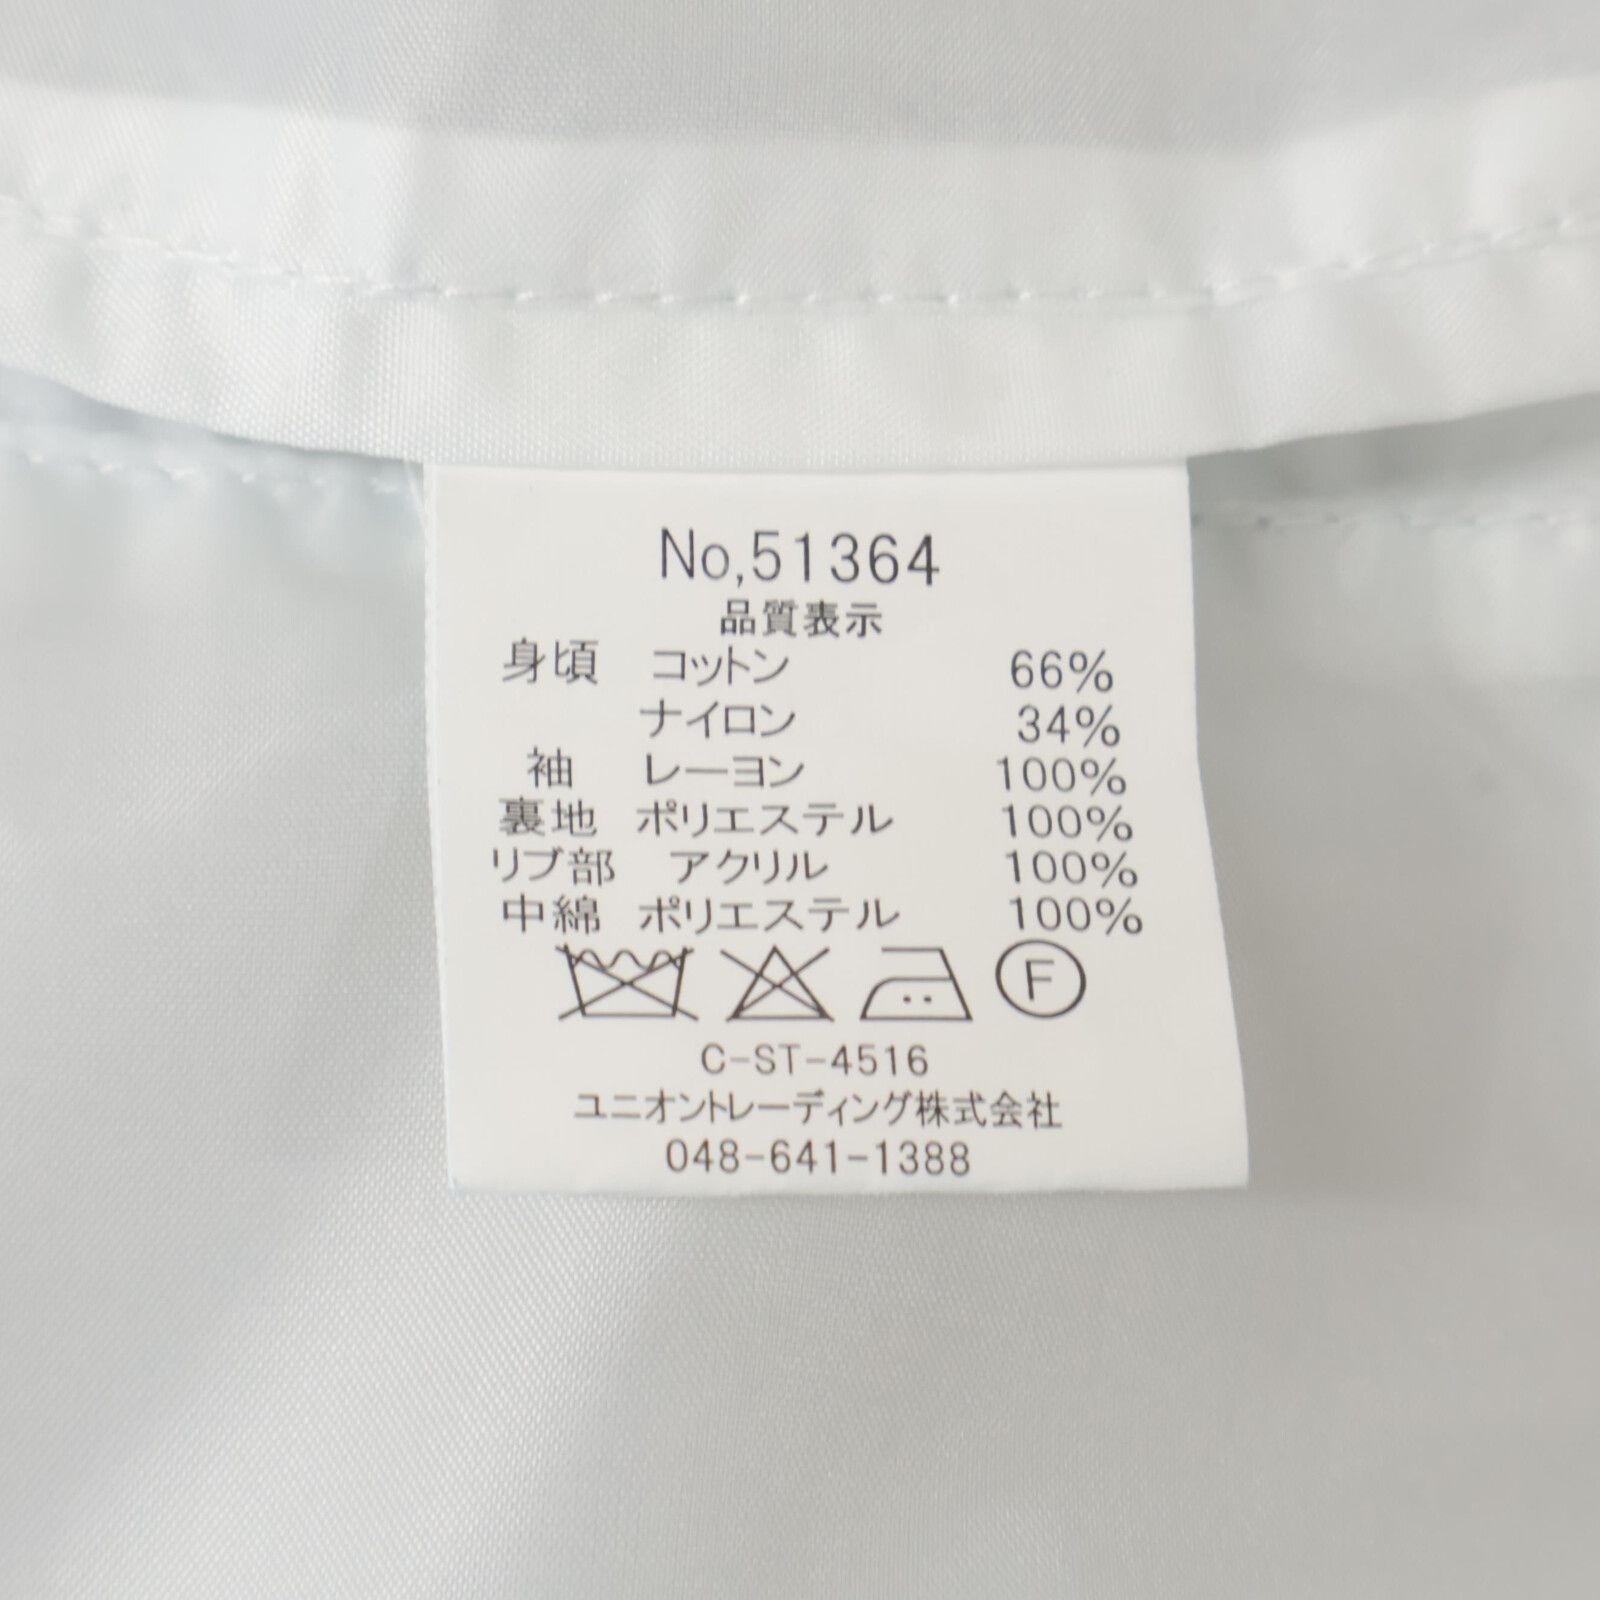 No,51364
品質表示
身頃 コットン 66%
ナイロン 34%
袖 レーヨン 100%
裏地 ポリエステル 100%
リブ部 アクリル 100%
中綿 ポリエステル 100%
F
C-ST-4516
ユニオントレーディング株式会社
048-641-1388